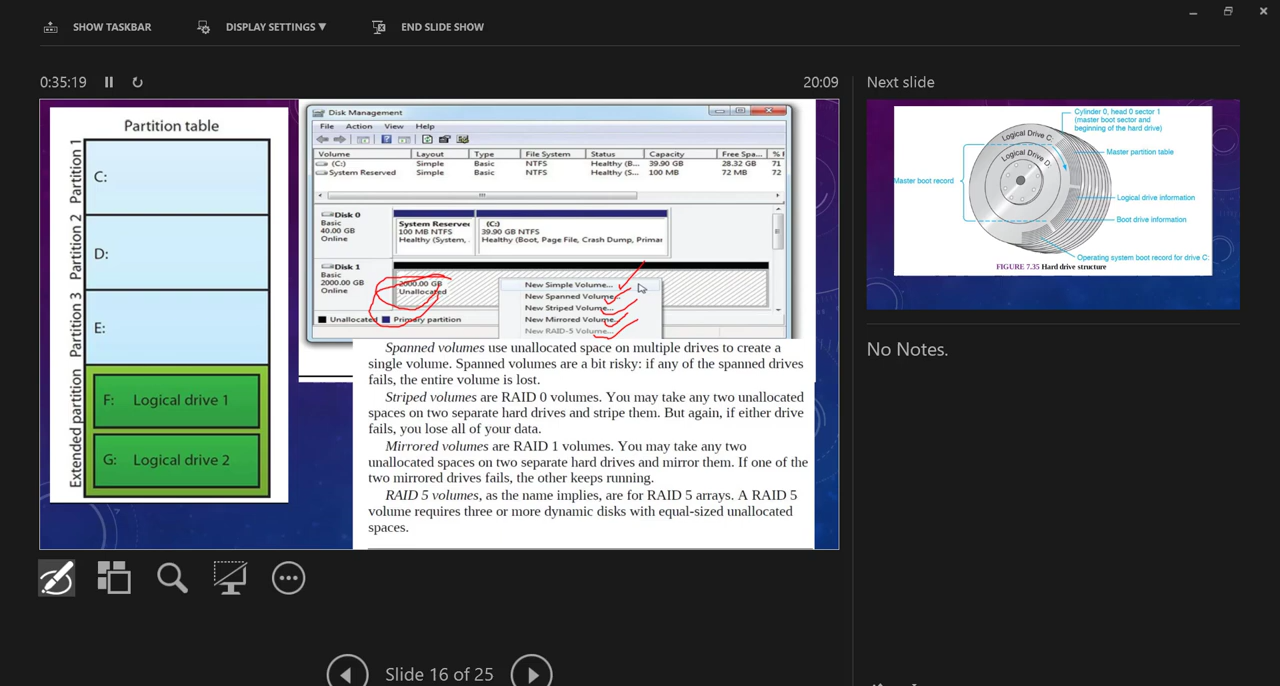 SHOW TASKBAR
DISPLAY SETTINGS ▼
END SLIDE SHOW
0:35:19
20:09
Partition table
Partition 1
C:
Partition 2
D:
Partition 3
E:
Extended partition
F: Logical drive 1
G: Logical drive 2
Disk Management
File Action View Help
Volume Layout Type File System Status Capacity Free Spa... %
(C:) Simple Basic NTFS Healthy (B... 39.90 GB 28.32 GB 71
System Reserved Simple Basic NTFS Healthy (S... 100 MB 72 MB 72
Disk 0
Basic
40.00 GB
Online
System Reserve
100 MB NTFS
Healthy (System,
(C:)
39.90 GB NTFS
Healthy (Boot, Page File, Crash Dump, Primar
Disk 1
Basic
2000.00 GB
Online
2000.00 GB
Unallocated
New Simple Volume...
New Spanned Volume...
New Striped Volume...
New Mirrored Volume...
New RAID-5 Volume...
Unallocated Primary partition
Spanned volumes use unallocated space on multiple drives to create a
single volume. Spanned volumes are a bit risky: if any of the spanned drives
fails, the entire volume is lost.
Striped volumes are RAID 0 volumes. You may take any two unallocated
spaces on two separate hard drives and stripe them. But again, if either drive
fails, you lose all of your data.
Mirrored volumes are RAID 1 volumes. You may take any two
unallocated spaces on two separate hard drives and mirror them. If one of the
two mirrored drives fails, the other keeps running.
RAID 5 volumes, as the name implies, are for RAID 5 arrays. A RAID 5
volume requires three or more dynamic disks with equal-sized unallocated
spaces.
Slide 16 of 25
Next slide
Cylinder 0, head 0 sector 1
(master boot sector and
beginning of the hard drive)
Logical Drive C:
Logical Drive D:
Master partition table
Master boot record
Logical drive information
Boot drive information
Operating system boot record for drive C:
FIGURE 7.35 Hard drive structure
No Notes.